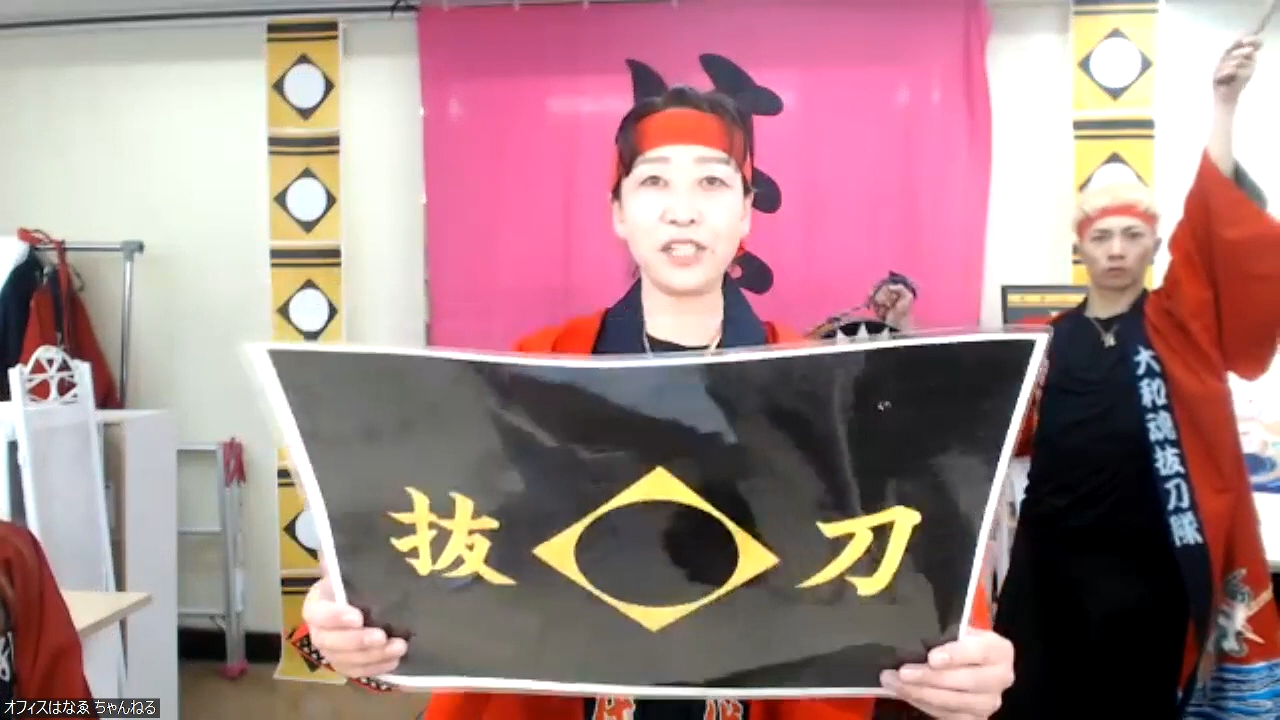 抜 刀
大和魂抜刀隊
オフィスはなゑ ちゃんねる